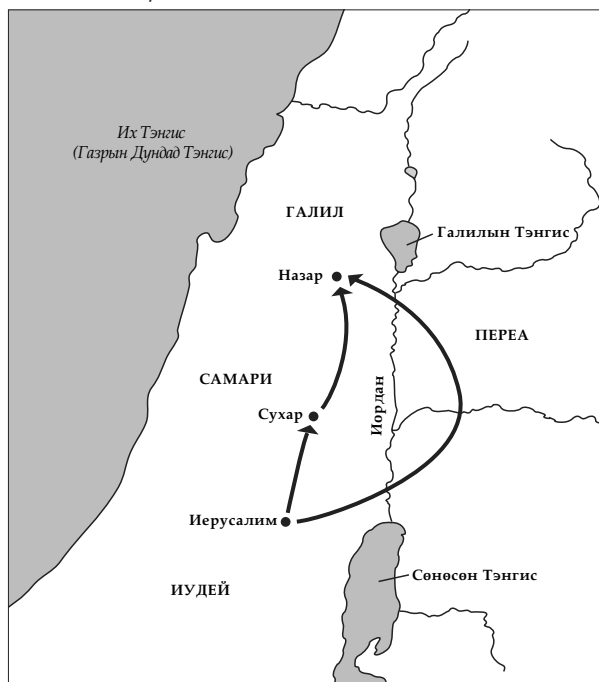 Их Тэнгис
(Газрын Дундад Тэнгис)
ГАЛИЛ
Галилын Тэнгис
Назар
ПЕРЕА
САМАРИ
Иордан
Сухар
Иерусалим
Сөнөсөн Тэнгис
ИУДЕЙ